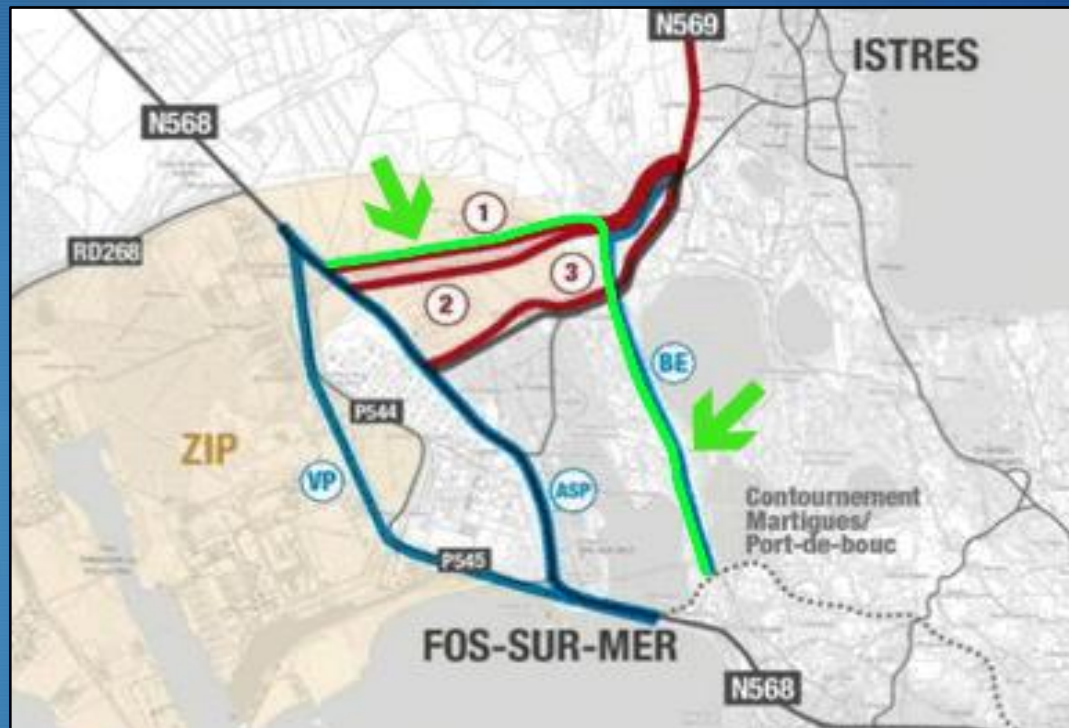 N569
ISTRES
N568
1
RD268
3
2
BE
P544
ZIP
VP
ASP
Contournement
Martigues/
Port-de-bouc
P545
FOS-SUR-MER
N568